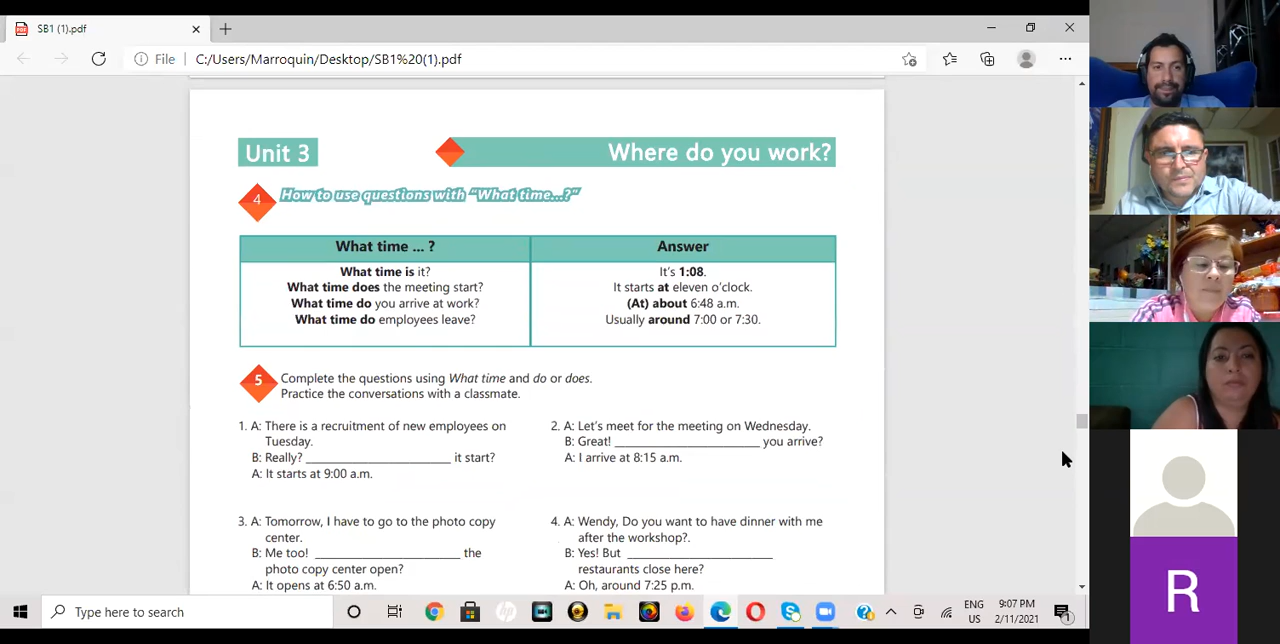 SB1 (1).pdf
File
C:/Users/Marroquin/Desktop/SB1%20(1).pdf
Unit 3
Where do you work?
4
How to use questions with “What time...?”
What time ... ?
Answer
What time is it?
It's 1:08.
What time does the meeting start?
It starts at eleven o'clock.
What time do you arrive at work?
(At) about 6:48 a.m.
What time do employees leave?
Usually around 7:00 or 7:30.
5
Complete the questions using What time and do or does.
Practice the conversations with a classmate.
1. A: There is a recruitment of new employees on
Tuesday.
B: Really? ______________________ it start?
A: It starts at 9:00 a.m.
2. A: Let's meet for the meeting on Wednesday.
B: Great! ______________________ you arrive?
A: I arrive at 8:15 a.m.
3. A: Tomorrow, I have to go to the photo copy
center.
B: Me too! ______________________ the
photo copy center open?
A: It opens at 6:50 a.m.
4. A: Wendy, Do you want to have dinner with me
after the workshop?.
B: Yes! But ______________________
restaurants close here?
A: Oh, around 7:25 p.m.
R
Type here to search
ENG
US
9:07 PM
2/11/2021